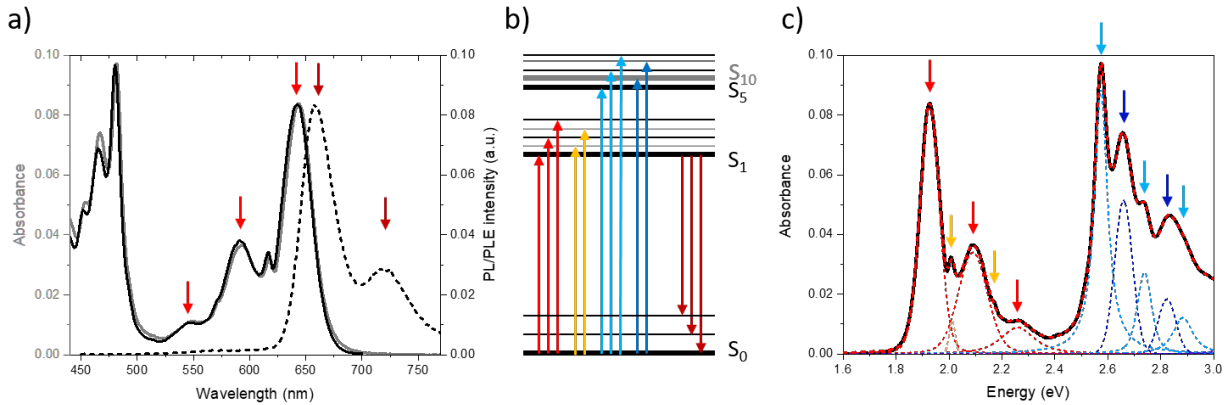 a)
b)
c)
0.10
0.08
0.06
0.04
0.02
0.00
Absorbance
450
500
550
600
650
700
750
Wavelength (nm)
0.10
0.08
0.06
0.04
0.02
0.00
PL/PLE intensity (a.u.)
S10
S5
S1
S0
0.10
0.08
0.06
0.04
0.02
0.00
Absorbance
1.6
1.8
2.0
2.2
2.4
2.6
2.8
3.0
Energy (eV)